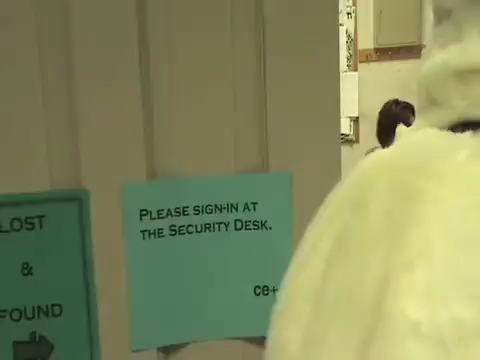 LOST
&
FOUND
PLEASE SIGN-IN AT
THE SECURITY DESK.
ce+